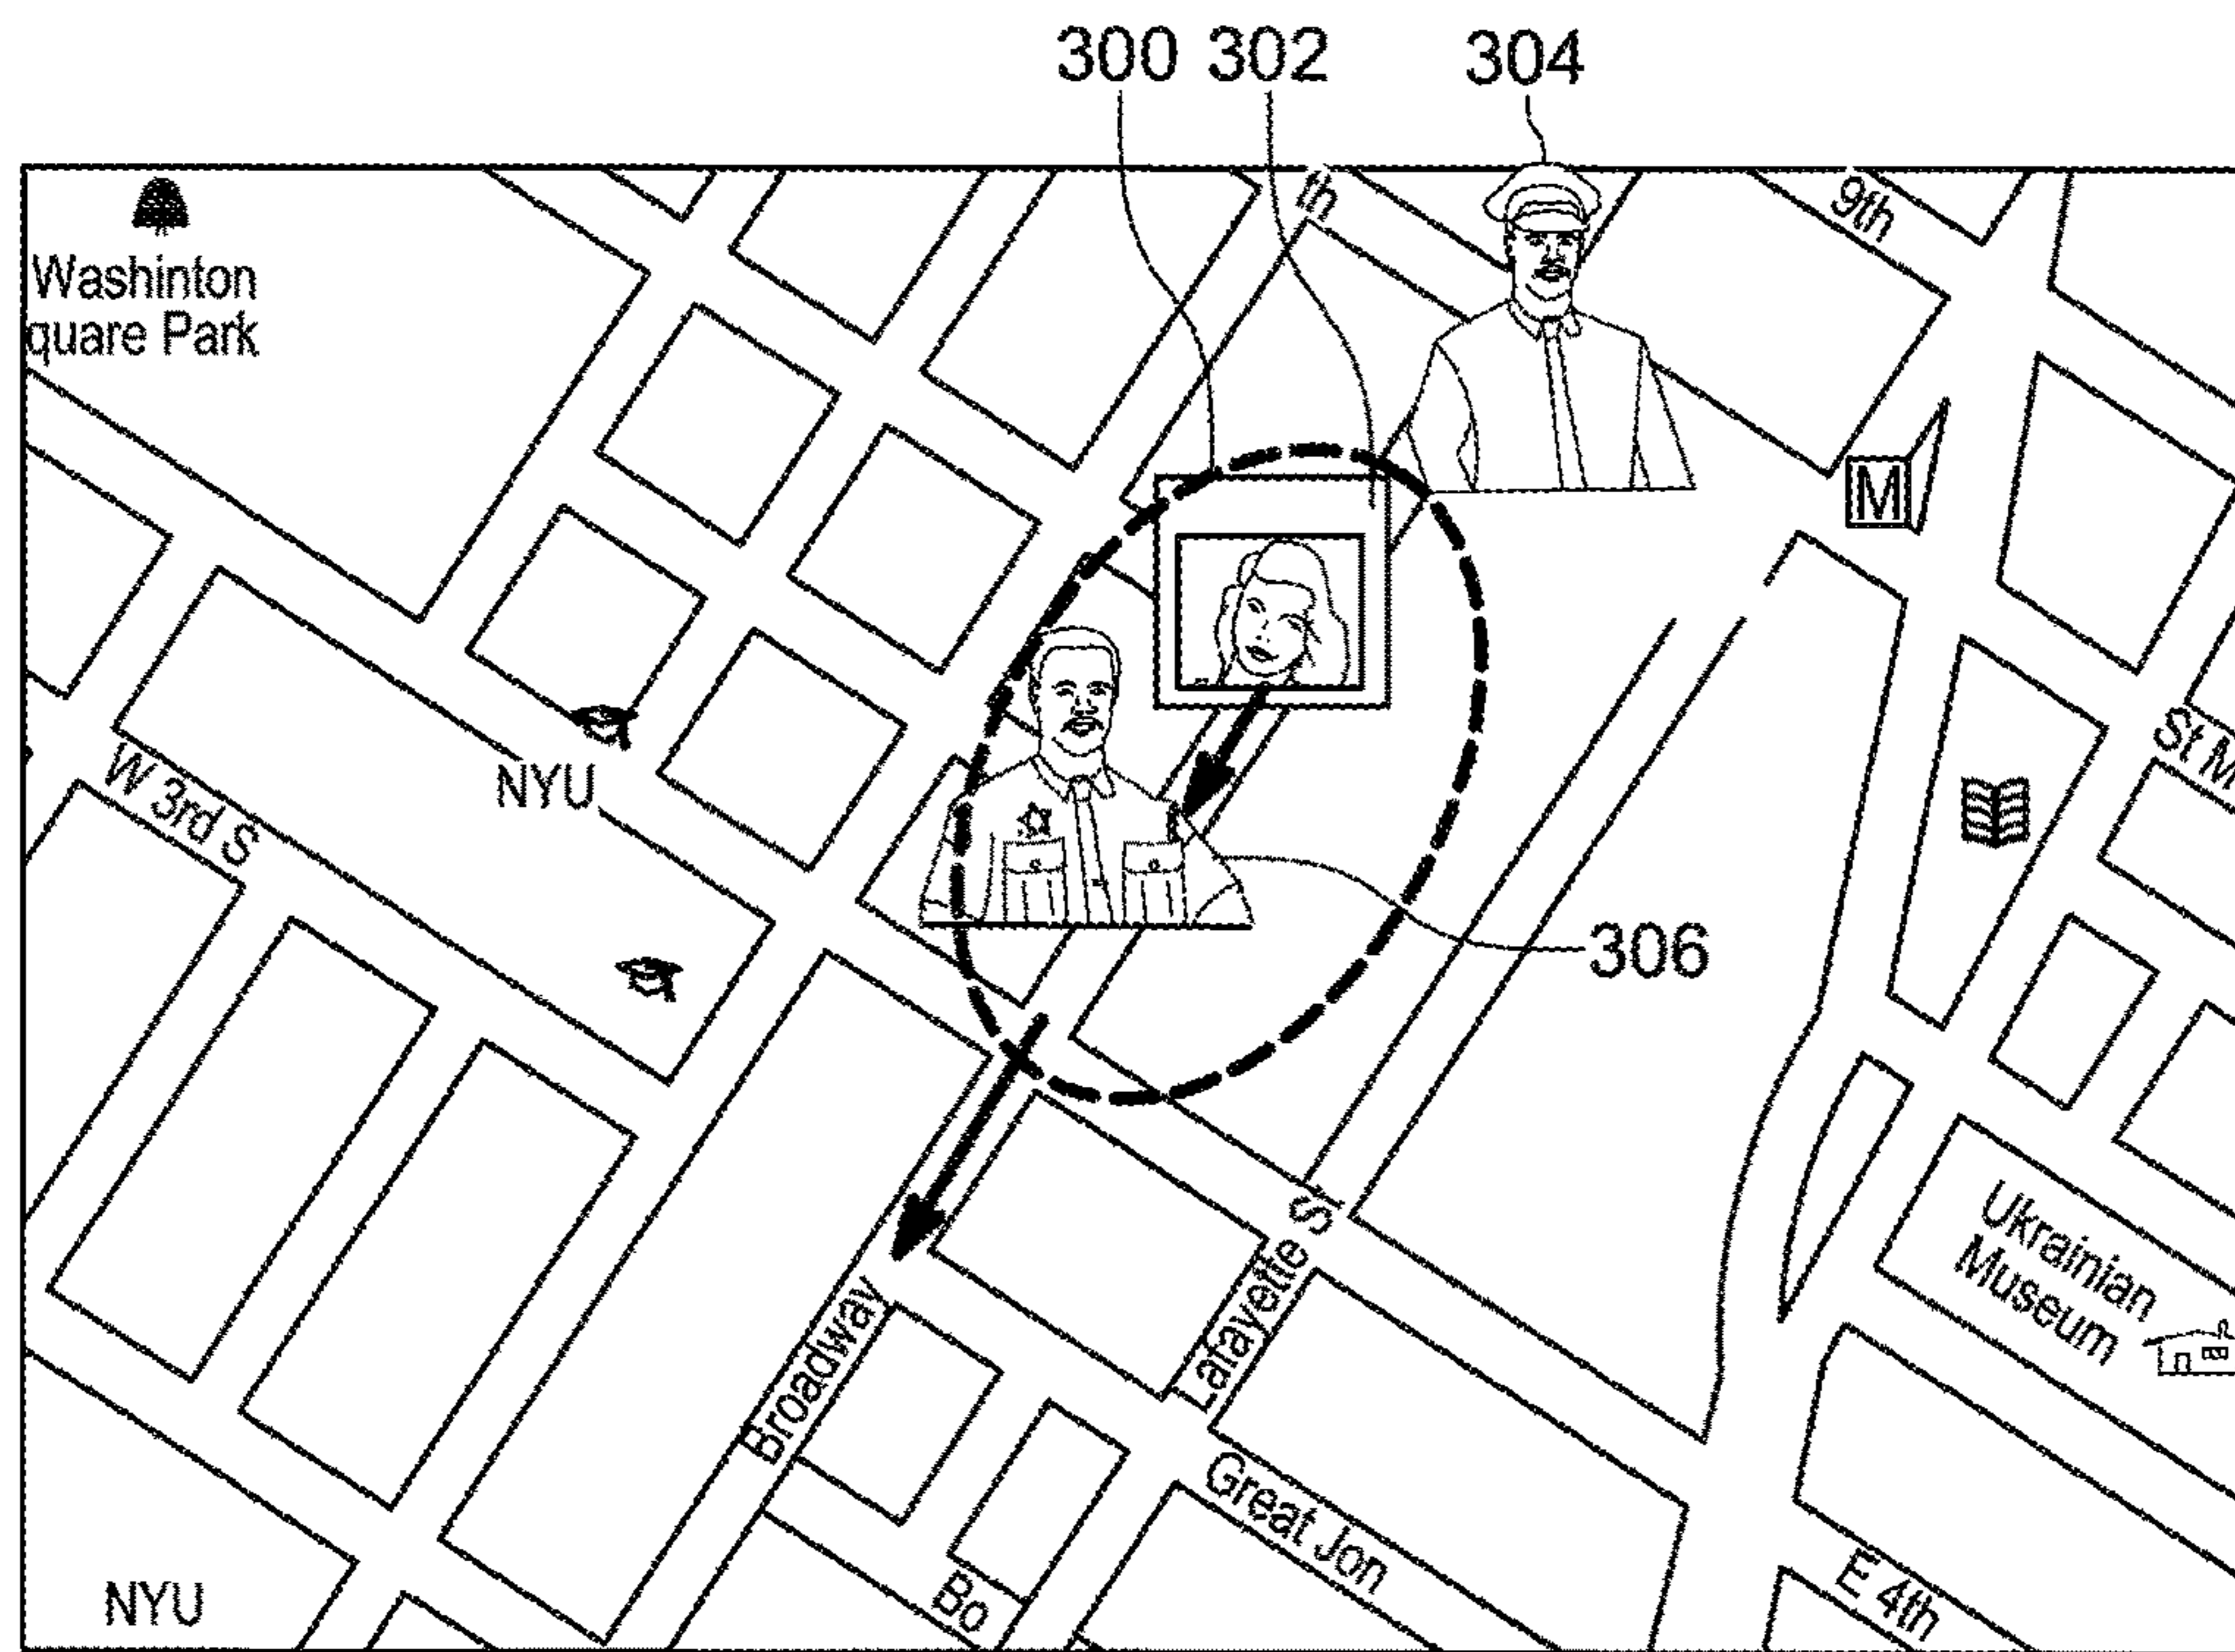 300 302 304
th
9th
Washinton
quare Park
M
St M
NYU
W 3rd S
306
Ukrainian
Museum
Lafayette S
Broadway
Great Jon
E 4th
Bo
NYU